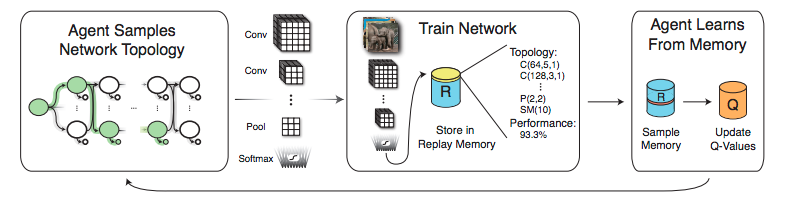 Agent Samples
Network Topology
Conv
Conv
Pool
Softmax
Train Network
R
Store in
Replay Memory
Topology:
C(64,5,1)
C(128,3,1)
P(2,2)
SM(10)
Performance:
93.3%
Agent Learns
From Memory
R
Sample
Memory
Q
Update
Q-Values